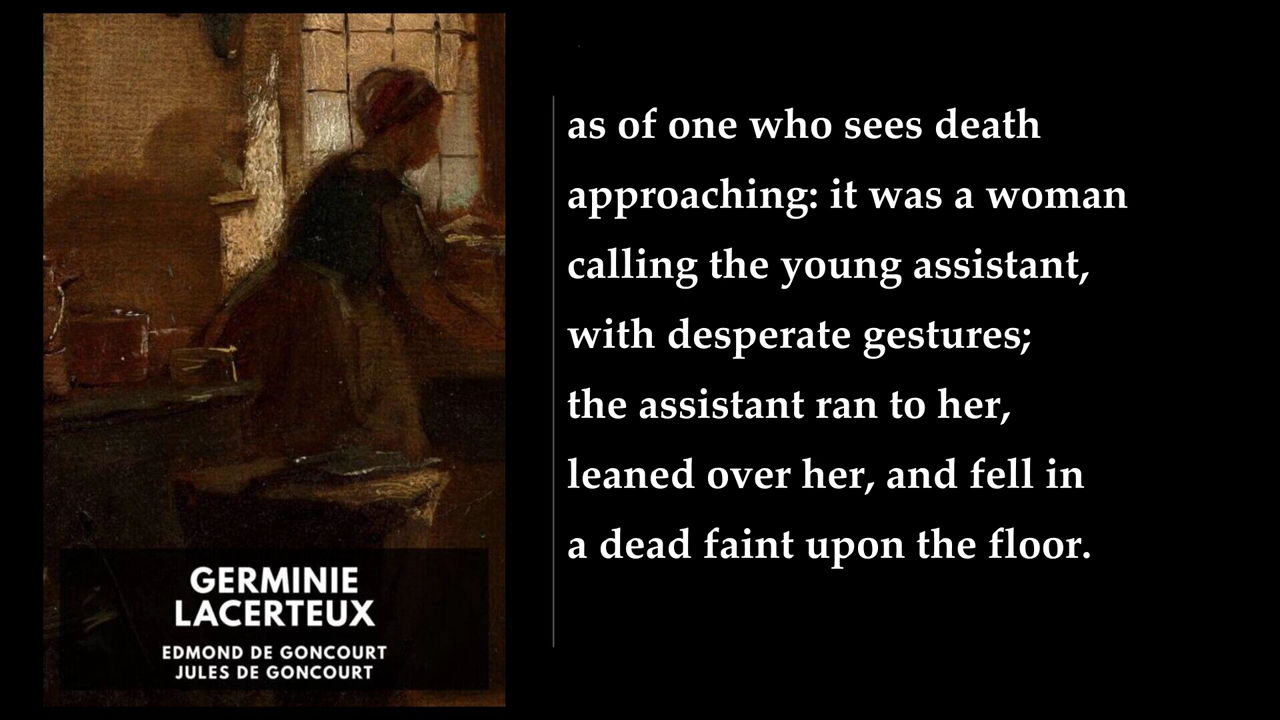 as of one who sees death
approaching: it was a woman
calling the young assistant,
with desperate gestures;
the assistant ran to her,
leaned over her, and fell in
a dead faint upon the floor.
GERMINIE
LACERTEUX
EDMOND DE GONCOURT
JULES DE GONCOURT